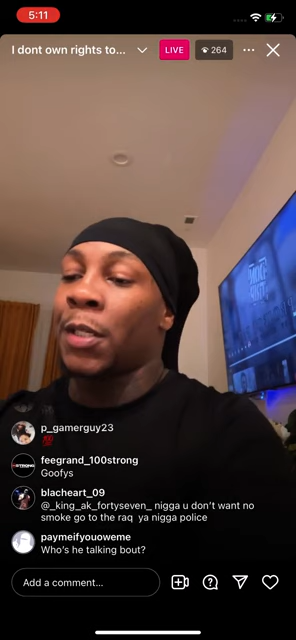 5:11
I dont own rights to...
LIVE
264
p_gamerguy23
💯
feegrand_100strong
Goofys
blacheart_09
@_king_ak_fortyseven_ nigga u don't want no
smoke go to the raq  ya nigga police
paymeifyouoweme
Who's he talking bout?
Add a comment...